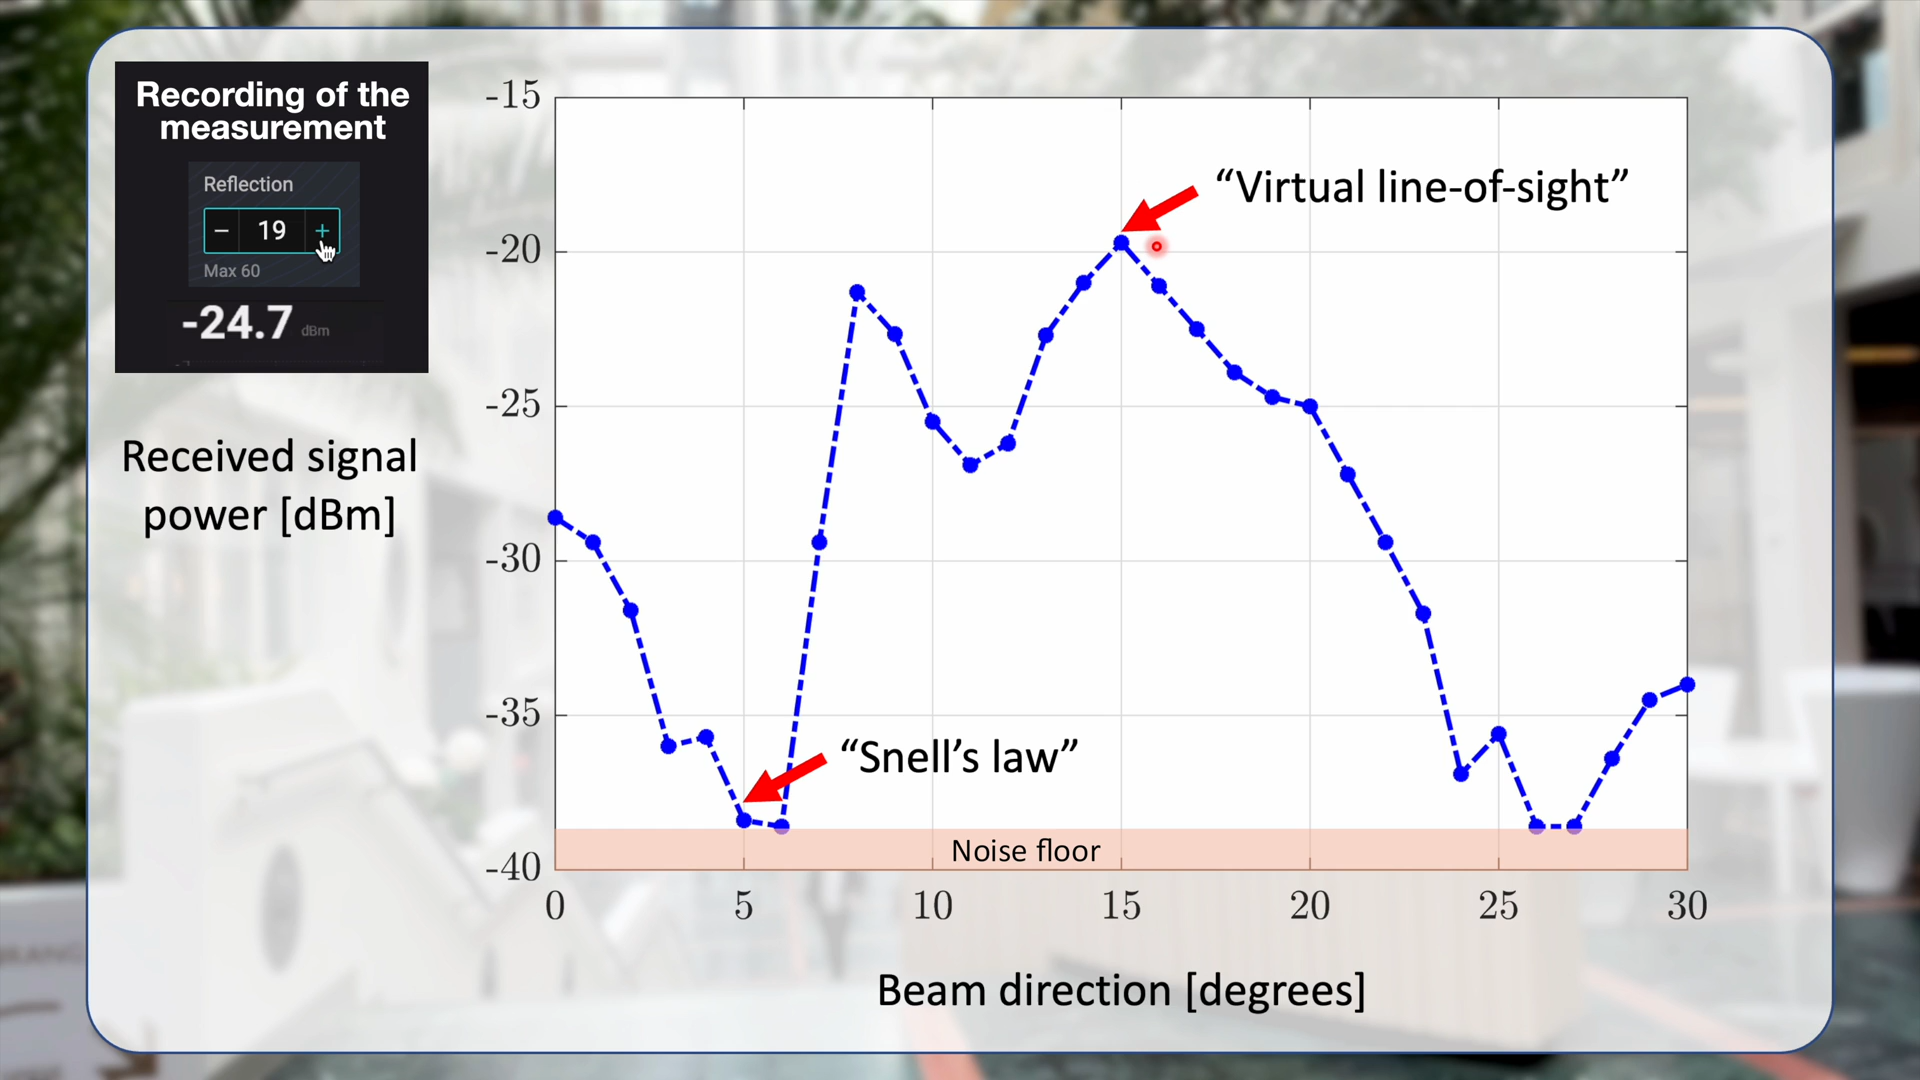 Recording of the
measurement
Reflection
− 19 +
Max 60
-24.7 dBm
Received signal
power [dBm]
-15
-20
-25
-30
-35
-40
“Virtual line-of-sight”
“Snell’s law”
Noise floor
0 5 10 15 20 25 30
Beam direction [degrees]